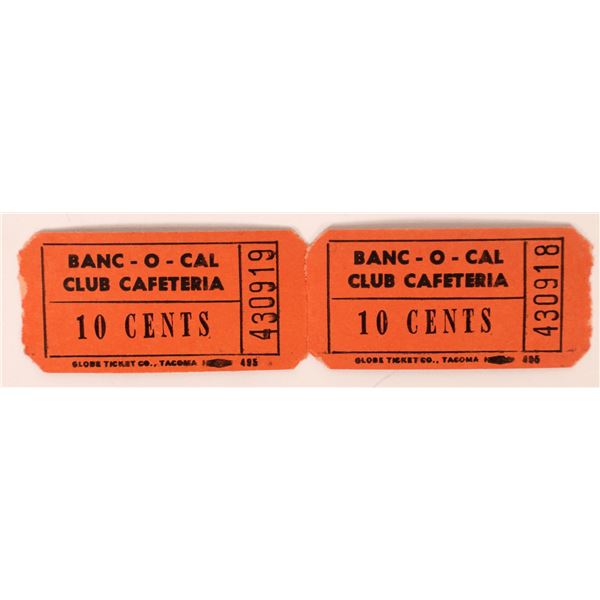 BANC - O - CAL
CLUB CAFETERIA
10 CENTS
430919
GLOBE TICKET CO., TACOMA 495
BANC - O - CAL
CLUB CAFETERIA
10 CENTS
430918
GLOBE TICKET CO., TACOMA